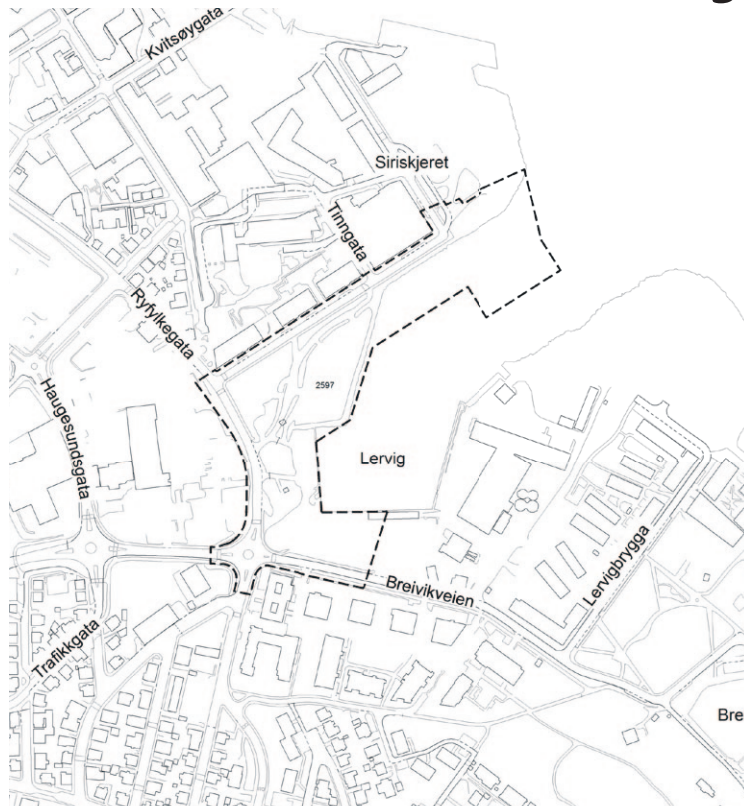 Kvitsøygata
Siriskjeret
Tinngata
Ryfylkegata
2597
Haugesundsgata
Lervig
Lervigbrygga
Breivikveien
Trafikkgata
Bre